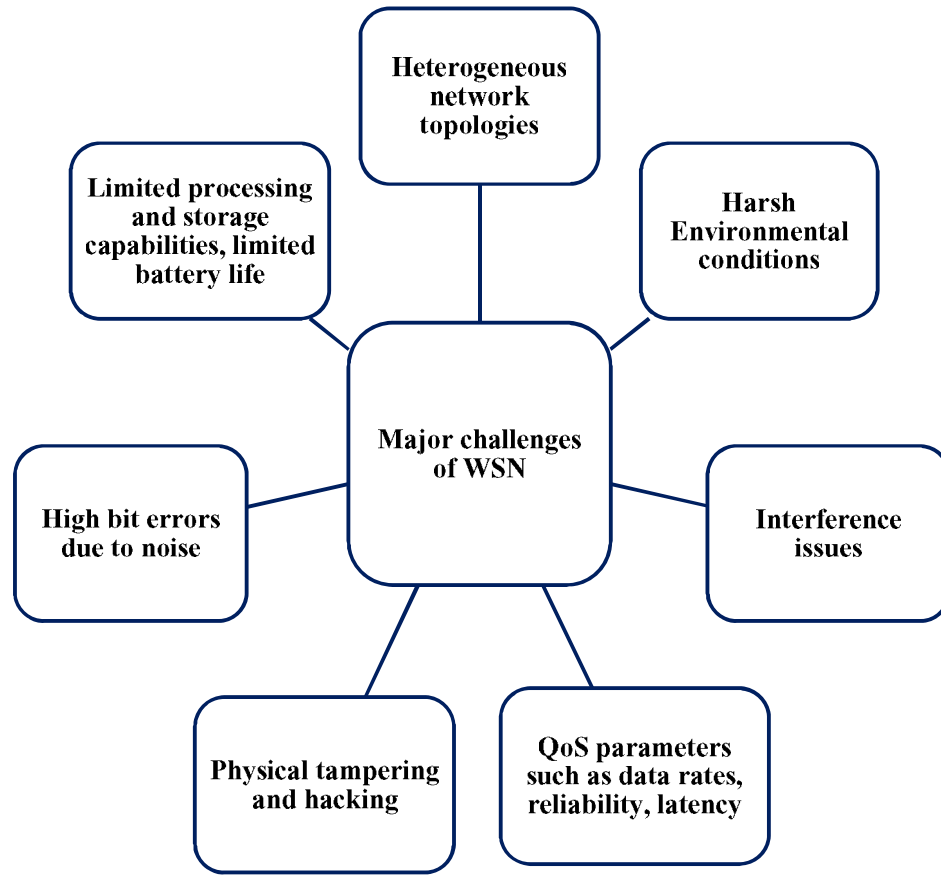 Heterogeneous
network
topologies
Limited processing
and storage
capabilities, limited
battery life
Harsh
Environmental
conditions
Major challenges
of WSN
High bit errors
due to noise
Interference
issues
Physical tampering
and hacking
QoS parameters
such as data rates,
reliability, latency